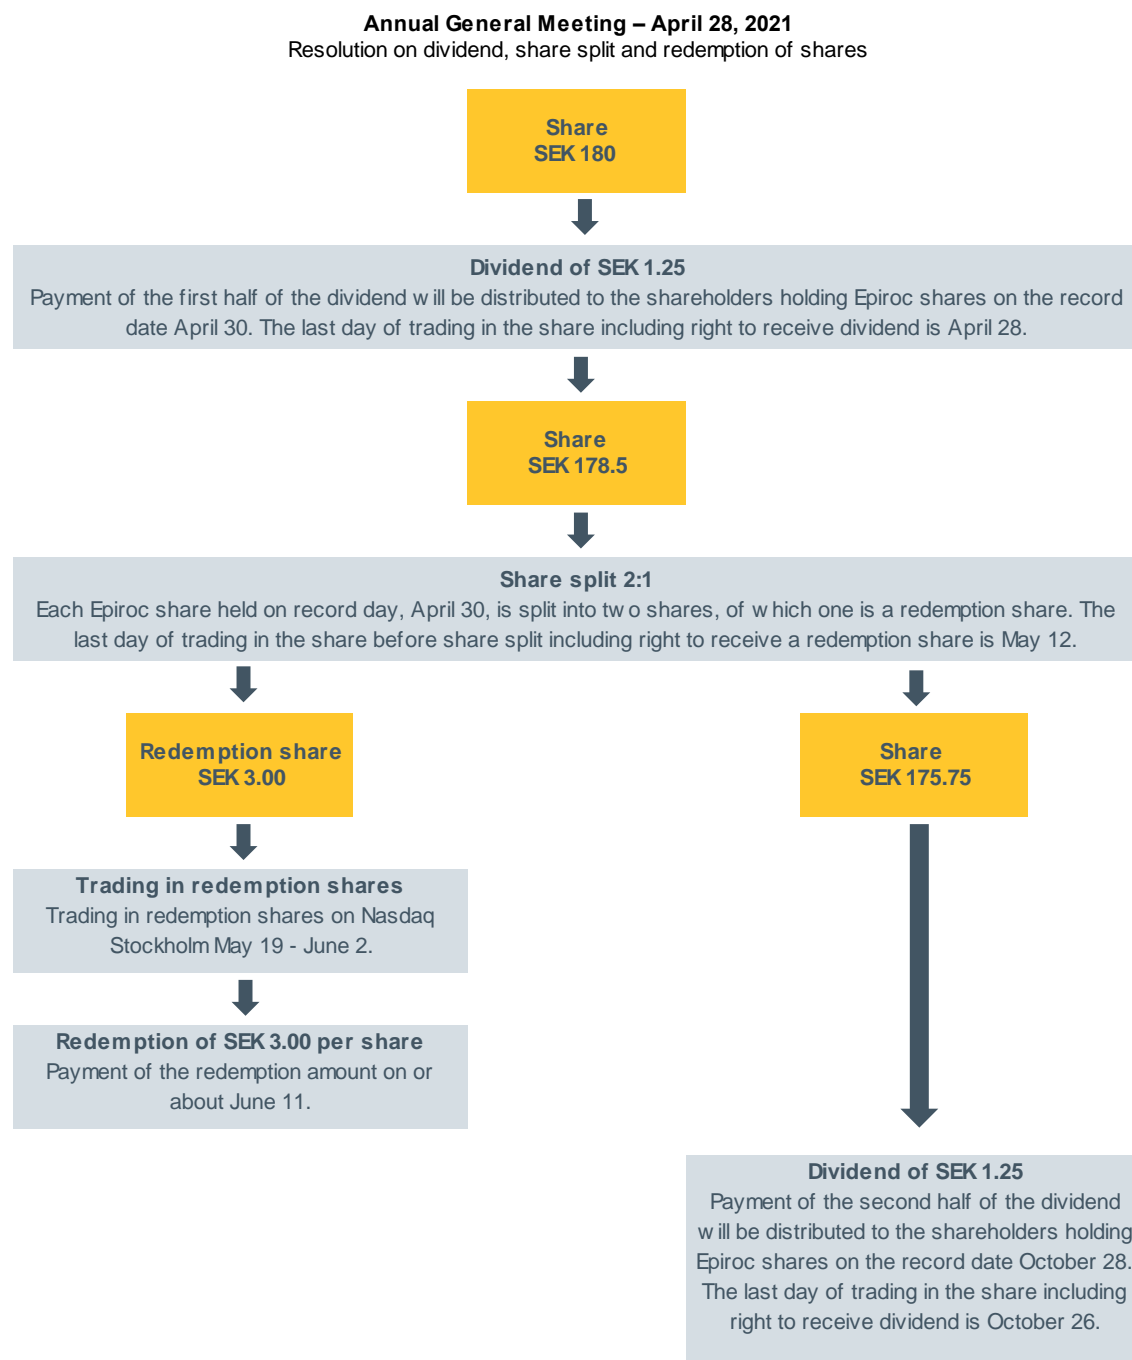 Annual General Meeting – April 28, 2021
Resolution on dividend, share split and redemption of shares
Share
SEK 180
Dividend of SEK 1.25
Payment of the first half of the dividend will be distributed to the shareholders holding Epiroc shares on the record
date April 30. The last day of trading in the share including right to receive dividend is April 28.
Share
SEK 178.5
Share split 2:1
Each Epiroc share held on record day, April 30, is split into two shares, of which one is a redemption share. The
last day of trading in the share before share split including right to receive a redemption share is May 12.
Redemption share
SEK 3.00
Share
SEK 175.75
Trading in redemption shares
Trading in redemption shares on Nasdaq
Stockholm May 19 - June 2.
Redemption of SEK 3.00 per share
Payment of the redemption amount on or
about June 11.
Dividend of SEK 1.25
Payment of the second half of the dividend
will be distributed to the shareholders holding
Epiroc shares on the record date October 28.
The last day of trading in the share including
right to receive dividend is October 26.